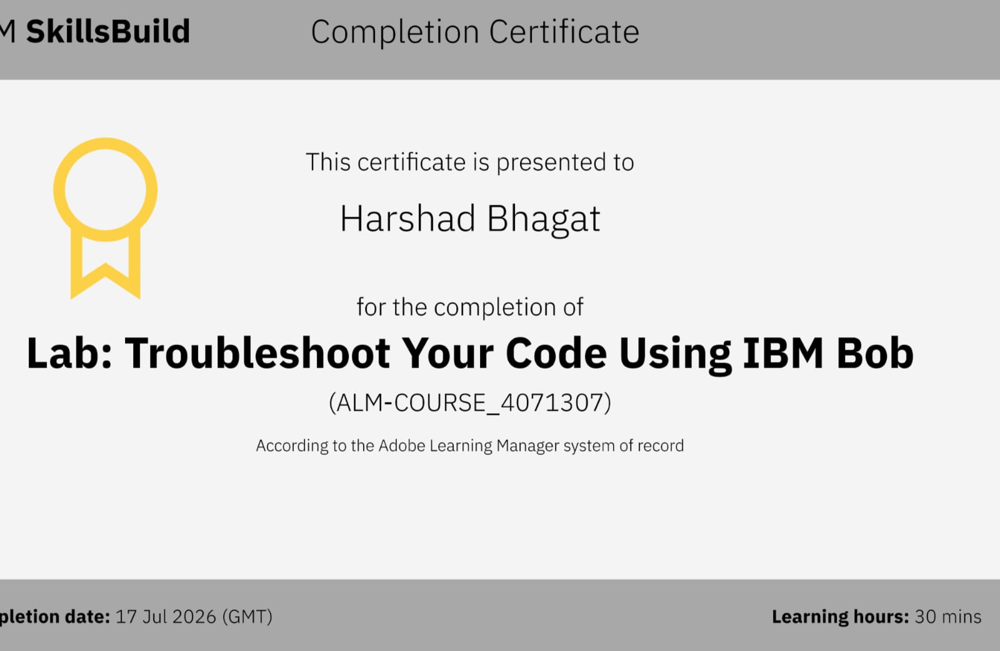 M SkillsBuild
Completion Certificate
This certificate is presented to
Harshad Bhagat
for the completion of
Lab: Troubleshoot Your Code Using IBM Bob
(ALM-COURSE_4071307)
According to the Adobe Learning Manager system of record
pletion date: 17 Jul 2026 (GMT)
Learning hours: 30 mins